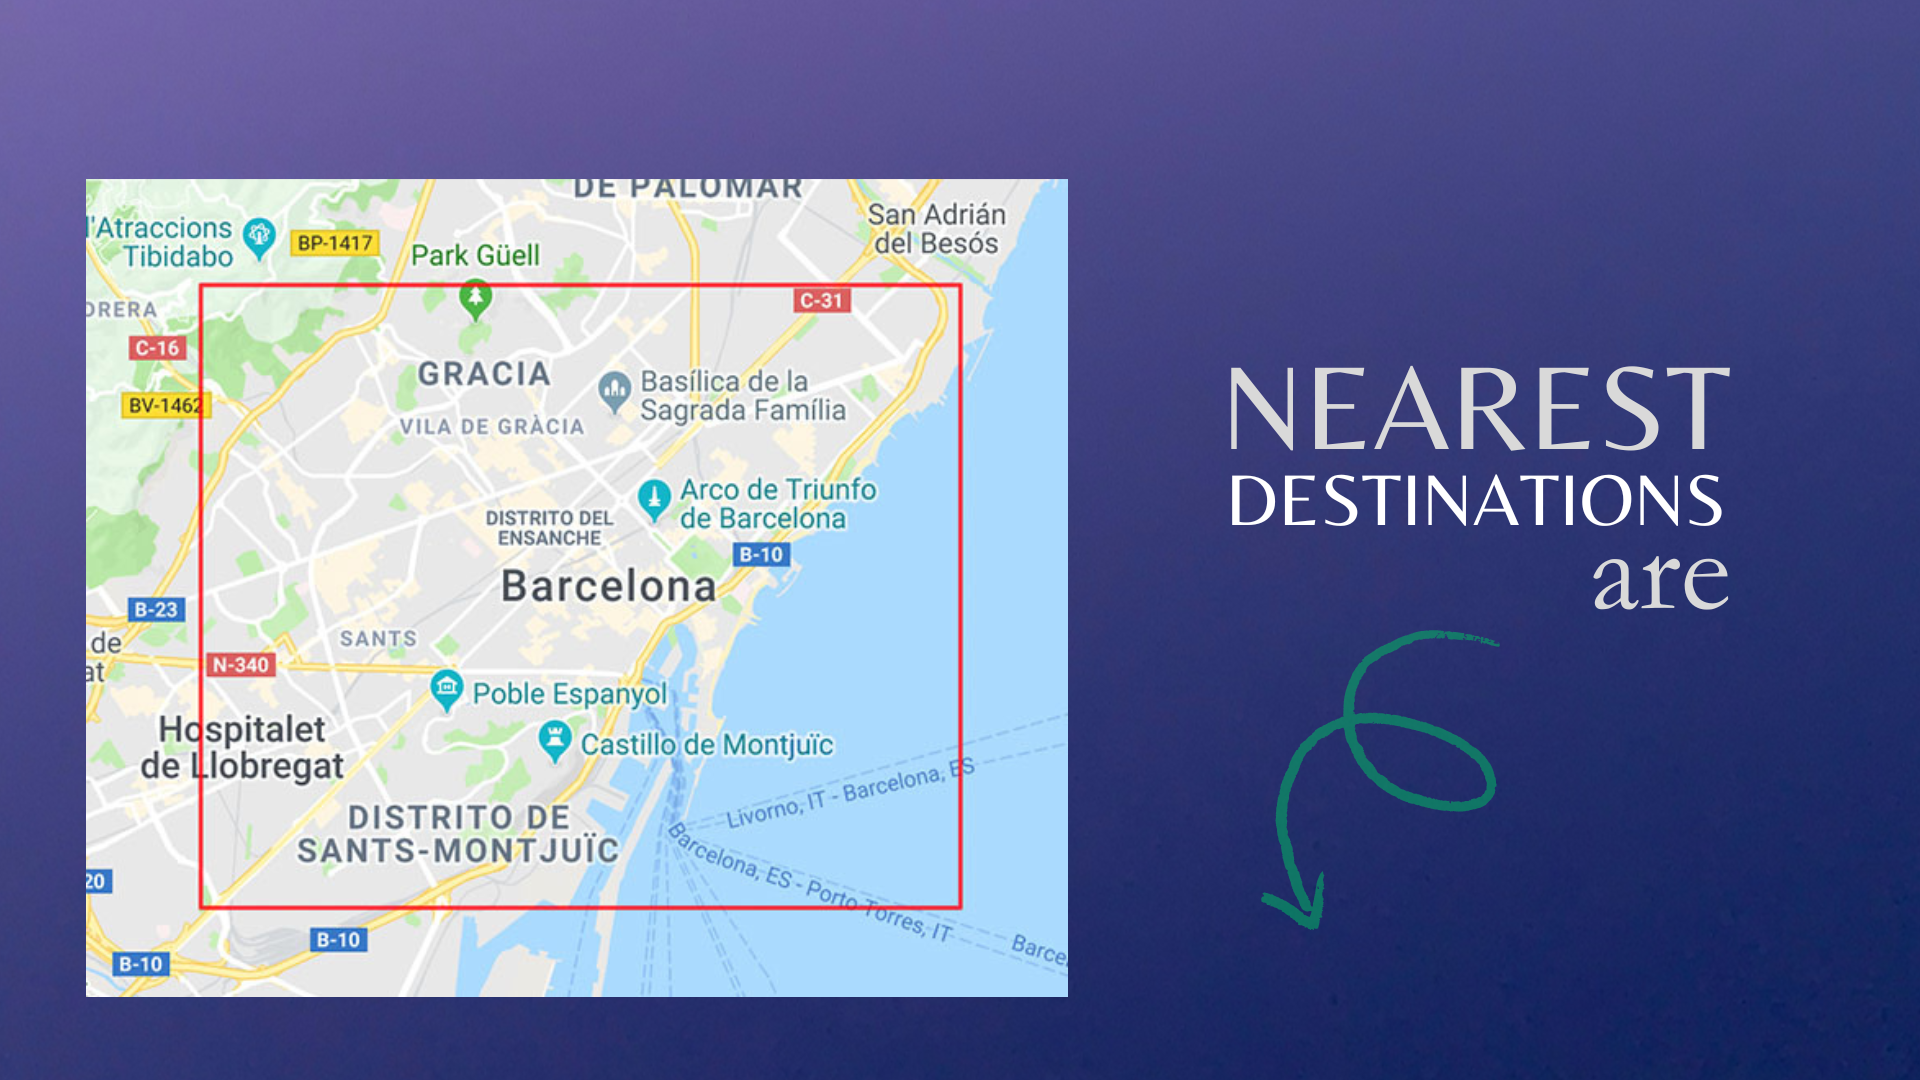 DE PALOMAR
San Adrián
del Besós
l'Atraccions
Tibidabo
BP-1417
Park Güell
C-31
C-16
GRACIA
Basílica de la
Sagrada Família
BV-1462
VILA DE GRÀCIA
Arco de Triunfo
de Barcelona
DISTRITO DEL
ENSANCHE
B-10
Barcelona
B-23
SANTS
de
at
N-340
Poble Espanyol
Hospitalet
de Llobregat
Castillo de Montjuïc
Livorno, IT - Barcelona, ES
DISTRITO DE
SANTS-MONTJUÏC
Barcelona, ES - Porto Torres, IT
20
B-10
B-10
NEAREST
DESTINATIONS
are